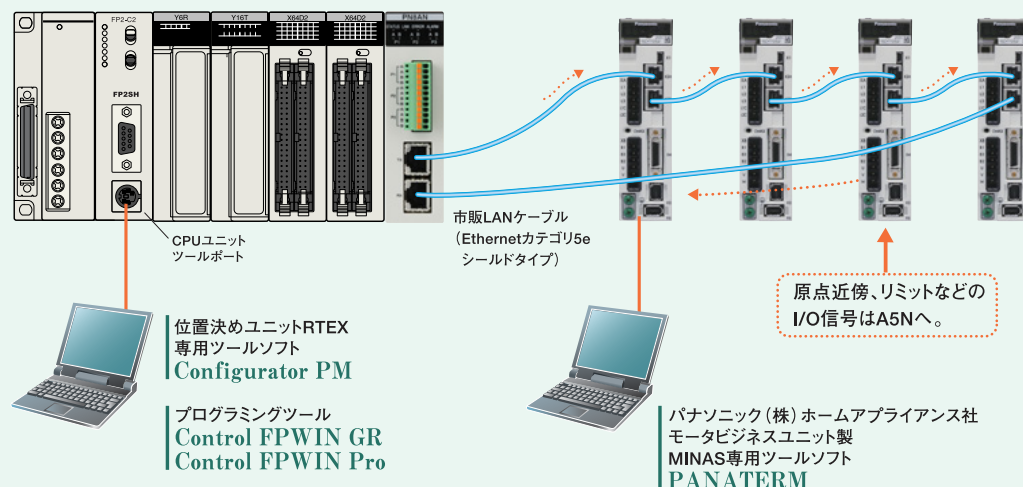 FP2-C2
Y6R
Y16T
X64D2
X64D2
PN8AN
FP2SH
CPUユニット
ツールポート
市販LANケーブル
（Ethernetカテゴリ5e
シールドタイプ）
原点近傍、リミットなどの
I/O信号はA5Nへ。
位置決めユニットRTEX
専用ツールソフト
Configurator PM
プログラミングツール
Control FPWIN GR
Control FPWIN Pro
パナソニック（株）ホームアプライアンス社
モータビジネスユニット製
MINAS専用ツールソフト
PANATERM